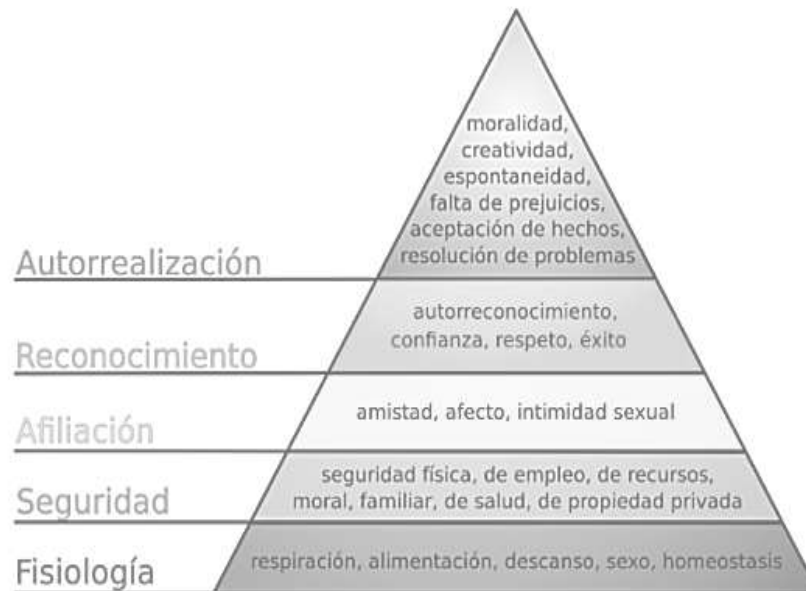 moralidad,
creatividad,
espontaneidad,
falta de prejuicios,
aceptación de hechos,
resolución de problemas
Autorrealización
autorreconocimiento,
confianza, respeto, éxito
Reconocimiento
amistad, afecto, intimidad sexual
Afiliación
seguridad física, de empleo, de recursos,
moral, familiar, de salud, de propiedad privada
Seguridad
respiración, alimentación, descanso, sexo, homeostasis
Fisiología